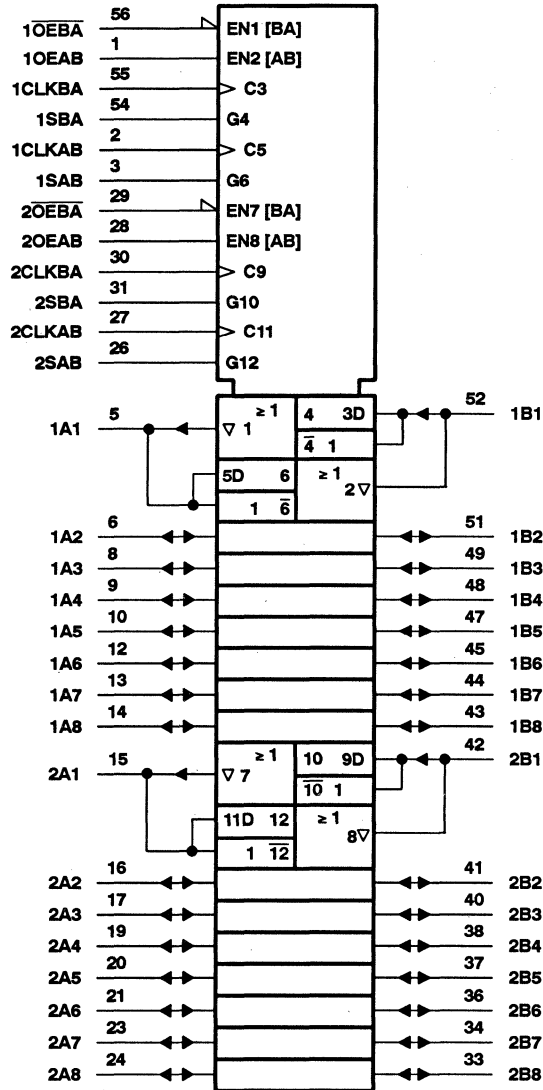 1O̅E̅B̅A̅ 56 EN1 [BA]
1OEAB 1 EN2 [AB]
1CLKBA 55 C3
1SBA 54 G4
1CLKAB 2 C5
1SAB 3 G6
2O̅E̅B̅A̅ 29 EN7 [BA]
2OEAB 28 EN8 [AB]
2CLKBA 30 C9
2SBA 31 G10
2CLKAB 27 C11
2SAB 26 G12
1A1 5 ≥ 1 ▽ 1 4 3D 52 1B1
4̅ 1
5D 6 ≥ 1 2 ▽
1 6̅
1A2 6 51 1B2
1A3 8 49 1B3
1A4 9 48 1B4
1A5 10 47 1B5
1A6 12 45 1B6
1A7 13 44 1B7
1A8 14 43 1B8
2A1 15 ≥ 1 ▽ 7 10 9D 42 2B1
1̅0̅ 1
11D 12 ≥ 1 8▽
1 1̅2̅
2A2 16 41 2B2
2A3 17 40 2B3
2A4 19 38 2B4
2A5 20 37 2B5
2A6 21 36 2B6
2A7 23 34 2B7
2A8 24 33 2B8